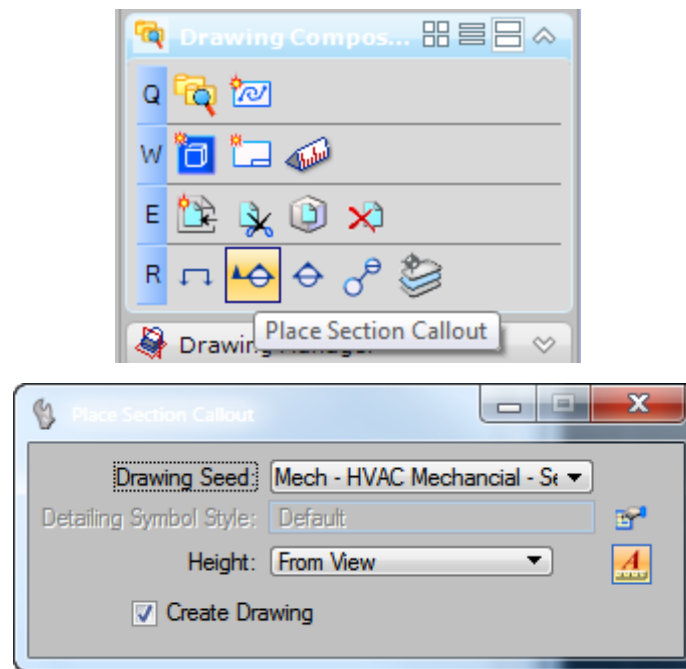 Drawing Compos...
Q
W
E
R
Place Section Callout
Drawing Manager
Place Section Callout
Drawing Seed:
Mech - HVAC Mechancial - Se
Detailing Symbol Style:
Default
Height:
From View
A
Create Drawing